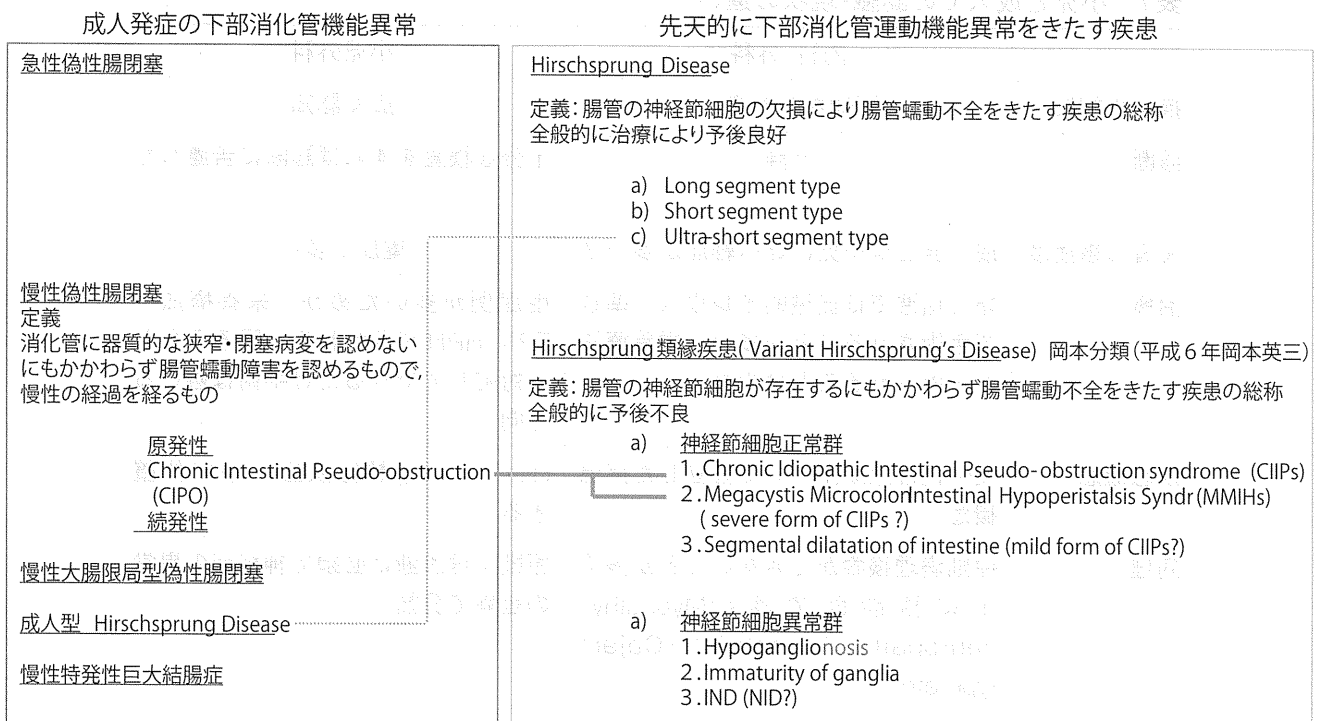 成人発症の下部消化管機能異常
急性偽性腸閉塞
慢性偽性腸閉塞
定義
消化管に器質的な狭窄・閉塞病変を認めない
にもかかわらず腸管蠕動障害を認めるもので,
慢性の経過を経るもの
原発性
Chronic Intestinal Pseudo-obstruction
(CIPO)
続発性
慢性大腸限局型偽性腸閉塞
成人型 Hirschsprung Disease
慢性特発性巨大結腸症
先天的に下部消化管運動機能異常をきたす疾患
Hirschsprung Disease
定義：腸管の神経節細胞の欠損により腸管蠕動不全をきたす疾患の総称
全般的に治療により予後良好
a) Long segment type
b) Short segment type
c) Ultra-short segment type
Hirschsprung類縁疾患( Variant Hirschsprung's Disease) 岡本分類(平成６年岡本英三)
定義：腸管の神経節細胞が存在するにもかかわらず腸管蠕動不全をきたす疾患の総称
全般的に予後不良
a) 神経節細胞正常群
1.Chronic Idiopathic Intestinal Pseudo-obstruction syndrome (CIIPs)
2.Megacystis MicrocolonIntestinal Hypoperistalsis Syndr (MMIHs)
( severe form of CIIPs ?)
3.Segmental dilatation of intestine (mild form of CIIPs?)
a) 神経節細胞異常群
1.Hypoganglionosis
2.Immaturity of ganglia
3.IND (NID?)